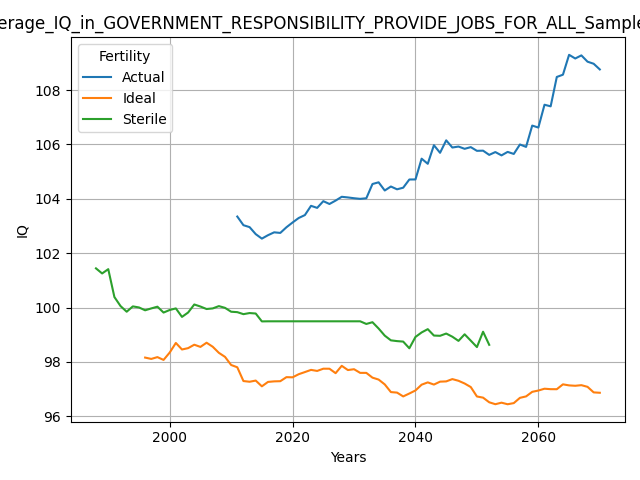 erage_IQ_in_GOVERNMENT_RESPONSIBILITY_PROVIDE_JOBS_FOR_ALL_Sample
Fertility
Actual
Ideal
Sterile
108
106
104
102
100
98
96
IQ
2000
2020
2040
2060
Years